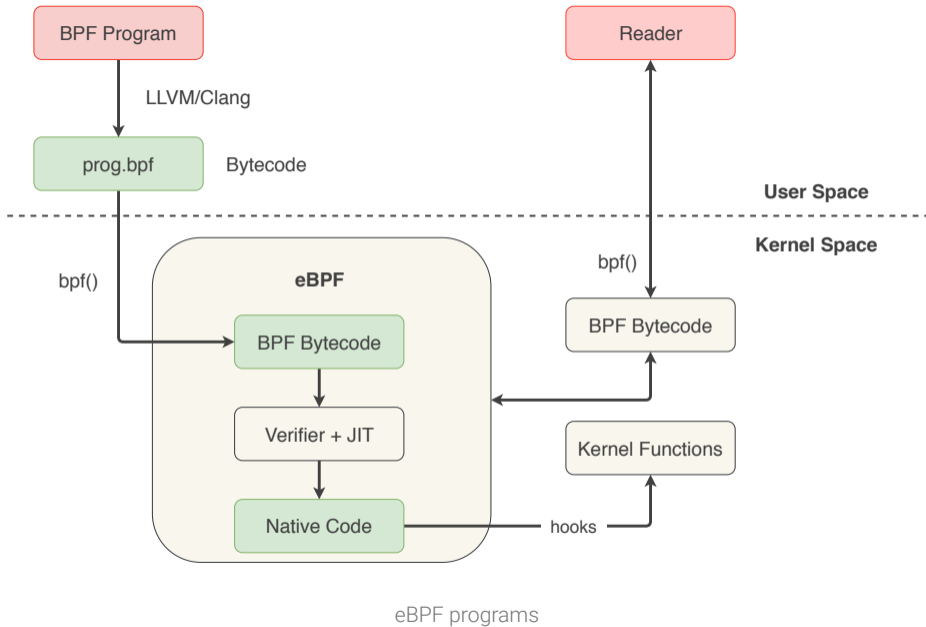 BPF Program
Reader
LLVM/Clang
prog.bpf
Bytecode
User Space
Kernel Space
bpf()
eBPF
bpf()
BPF Bytecode
BPF Bytecode
Verifier + JIT
Kernel Functions
Native Code
hooks
eBPF programs